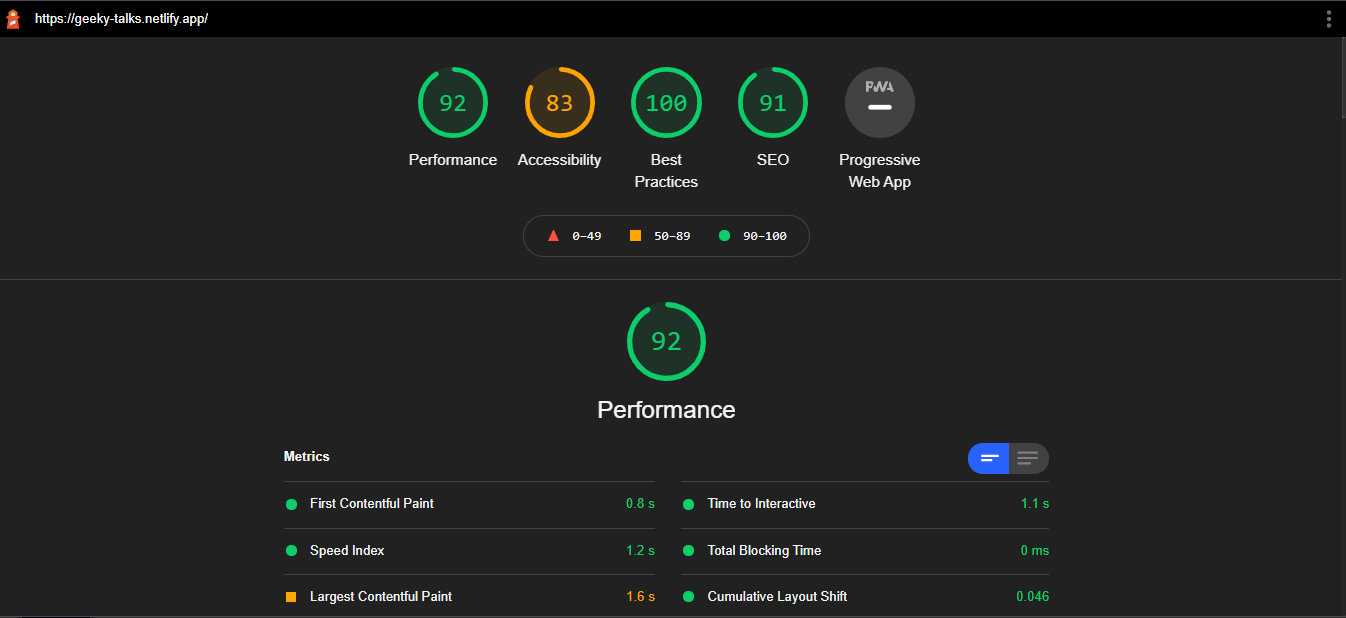 https://geeky-talks.netlify.app/
92 83 100 91 PWA
Performance Accessibility Best Practices SEO Progressive Web App
0–49 50–89 90–100
92
Performance
Metrics
First Contentful Paint 0.8 s
Time to Interactive 1.1 s
Speed Index 1.2 s
Total Blocking Time 0 ms
Largest Contentful Paint 1.6 s
Cumulative Layout Shift 0.046